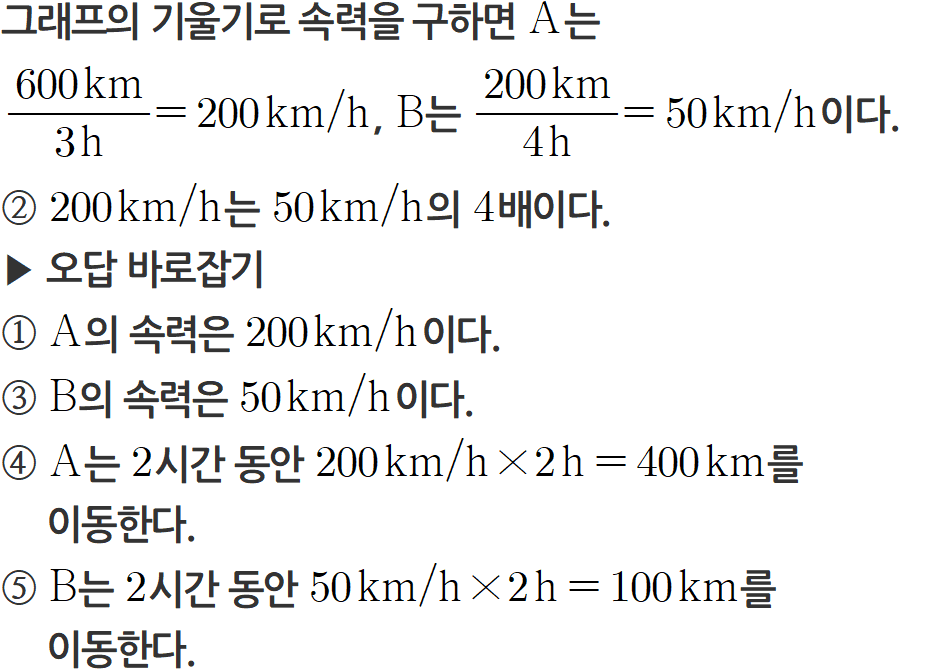 그래프의 기울기로 속력을 구하면 A는
600 km/3 h = 200 km/h, B는 200 km/4 h = 50 km/h이다.
② 200 km/h는 50 km/h의 4배이다.
▶ 오답 바로잡기
① A의 속력은 200 km/h이다.
③ B의 속력은 50 km/h이다.
④ A는 2시간 동안 200 km/h × 2 h = 400 km를
이동한다.
⑤ B는 2시간 동안 50 km/h × 2 h = 100 km를
이동한다.